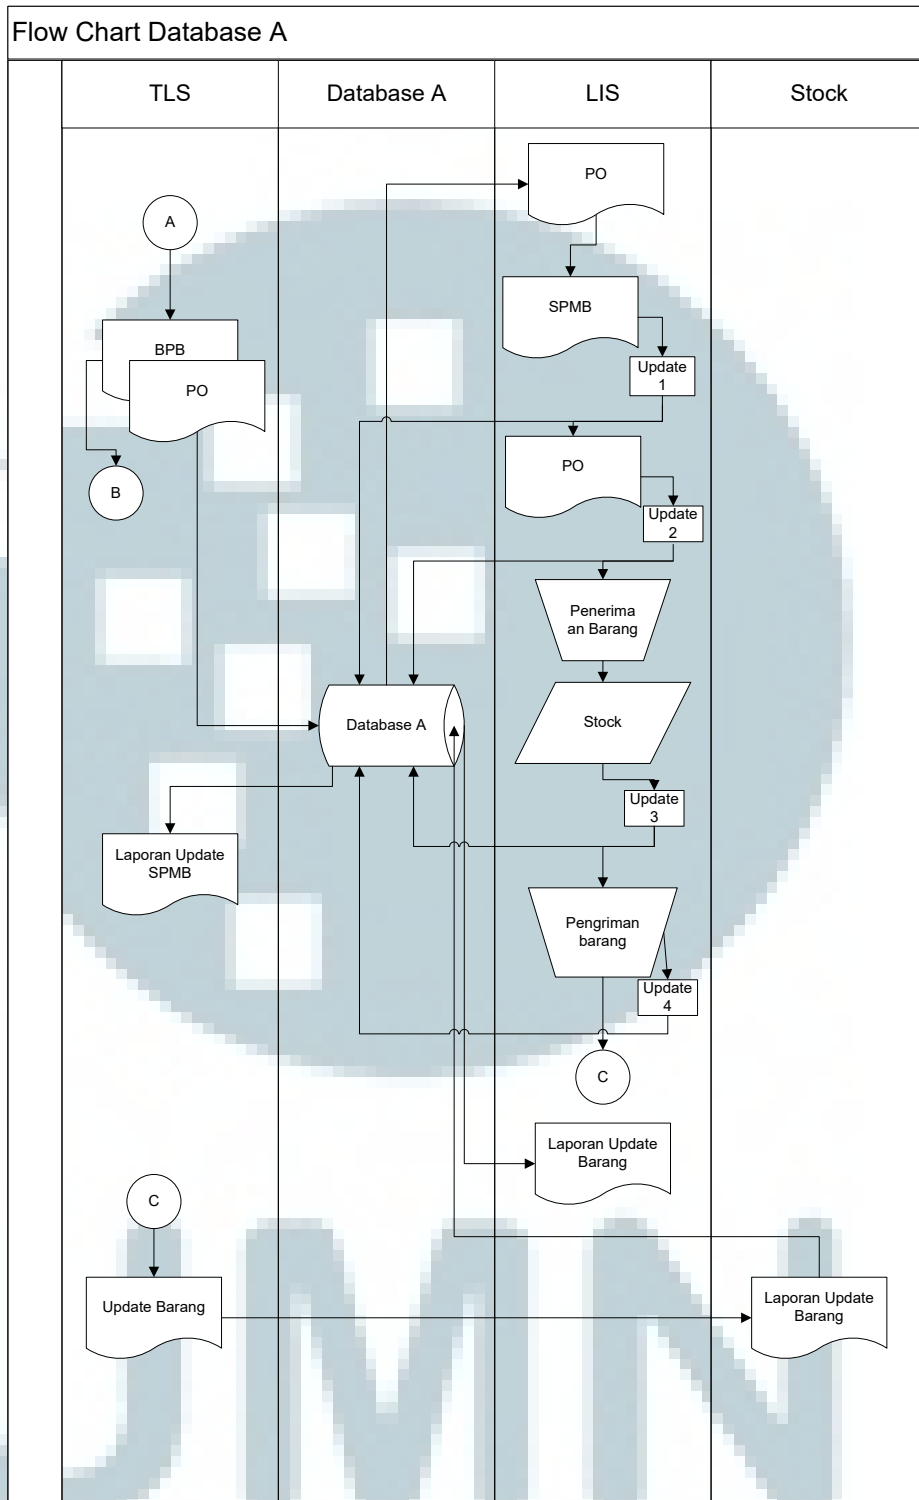 Flow Chart Database A
TLS
Database A
LIS
Stock
PO
A
SPMB
BPB
PO
Update
1
PO
B
Update
2
Penerima
an Barang
Stock
Database A
Update
3
Laporan Update
SPMB
Pengriman
barang
Update
4
C
Laporan Update
Barang
C
Update Barang
Laporan Update
Barang
UMN